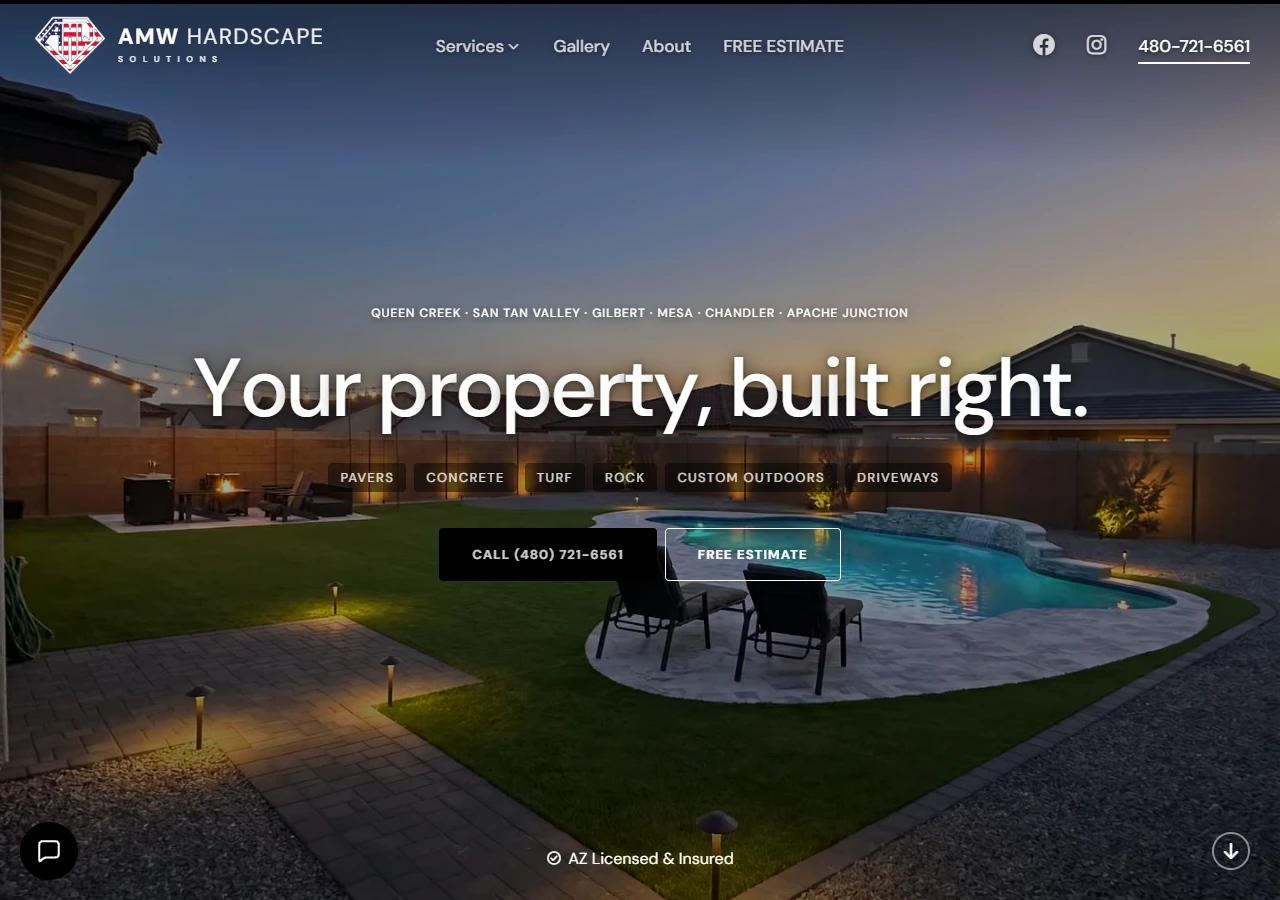 AMW HARDSCAPE
SOLUTIONS
Services
Gallery
About
FREE ESTIMATE
480-721-6561
QUEEN CREEK · SAN TAN VALLEY · GILBERT · MESA · CHANDLER · APACHE JUNCTION
Your property, built right.
PAVERS
CONCRETE
TURF
ROCK
CUSTOM OUTDOORS
DRIVEWAYS
CALL (480) 721-6561
FREE ESTIMATE
AZ Licensed & Insured